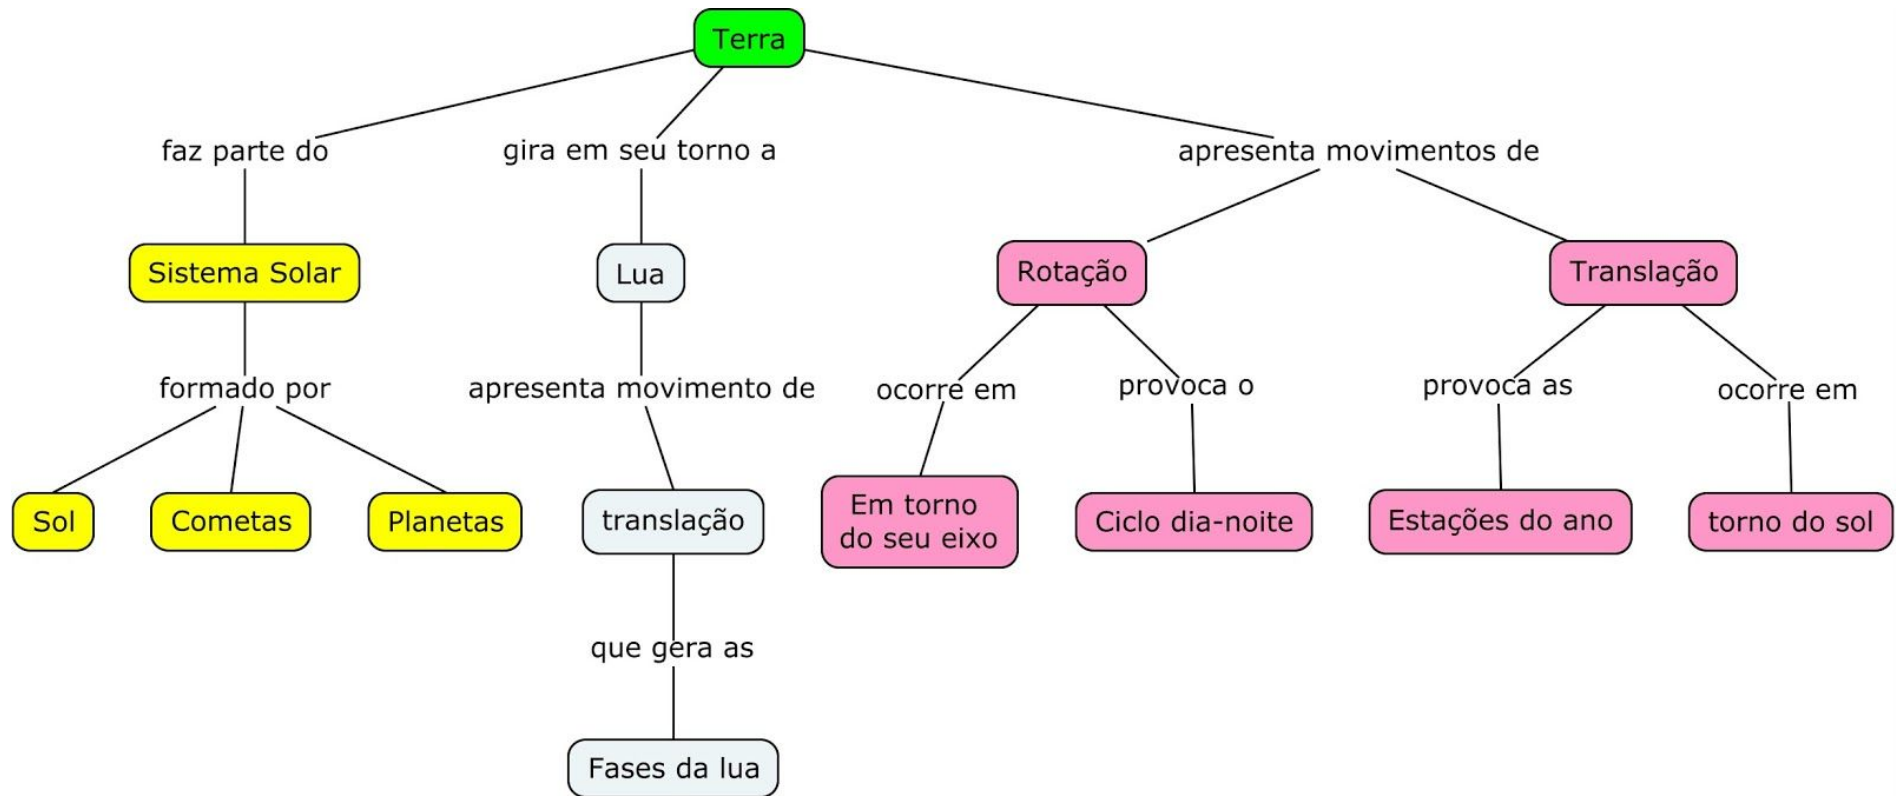 Terra
faz parte do
gira em seu torno a
apresenta movimentos de
Sistema Solar
Lua
Rotação
Translação
formado por
apresenta movimento de
ocorre em
provoca o
provoca as
ocorre em
Sol
Cometas
Planetas
translação
Em torno
do seu eixo
Ciclo dia-noite
Estações do ano
torno do sol
que gera as
Fases da lua